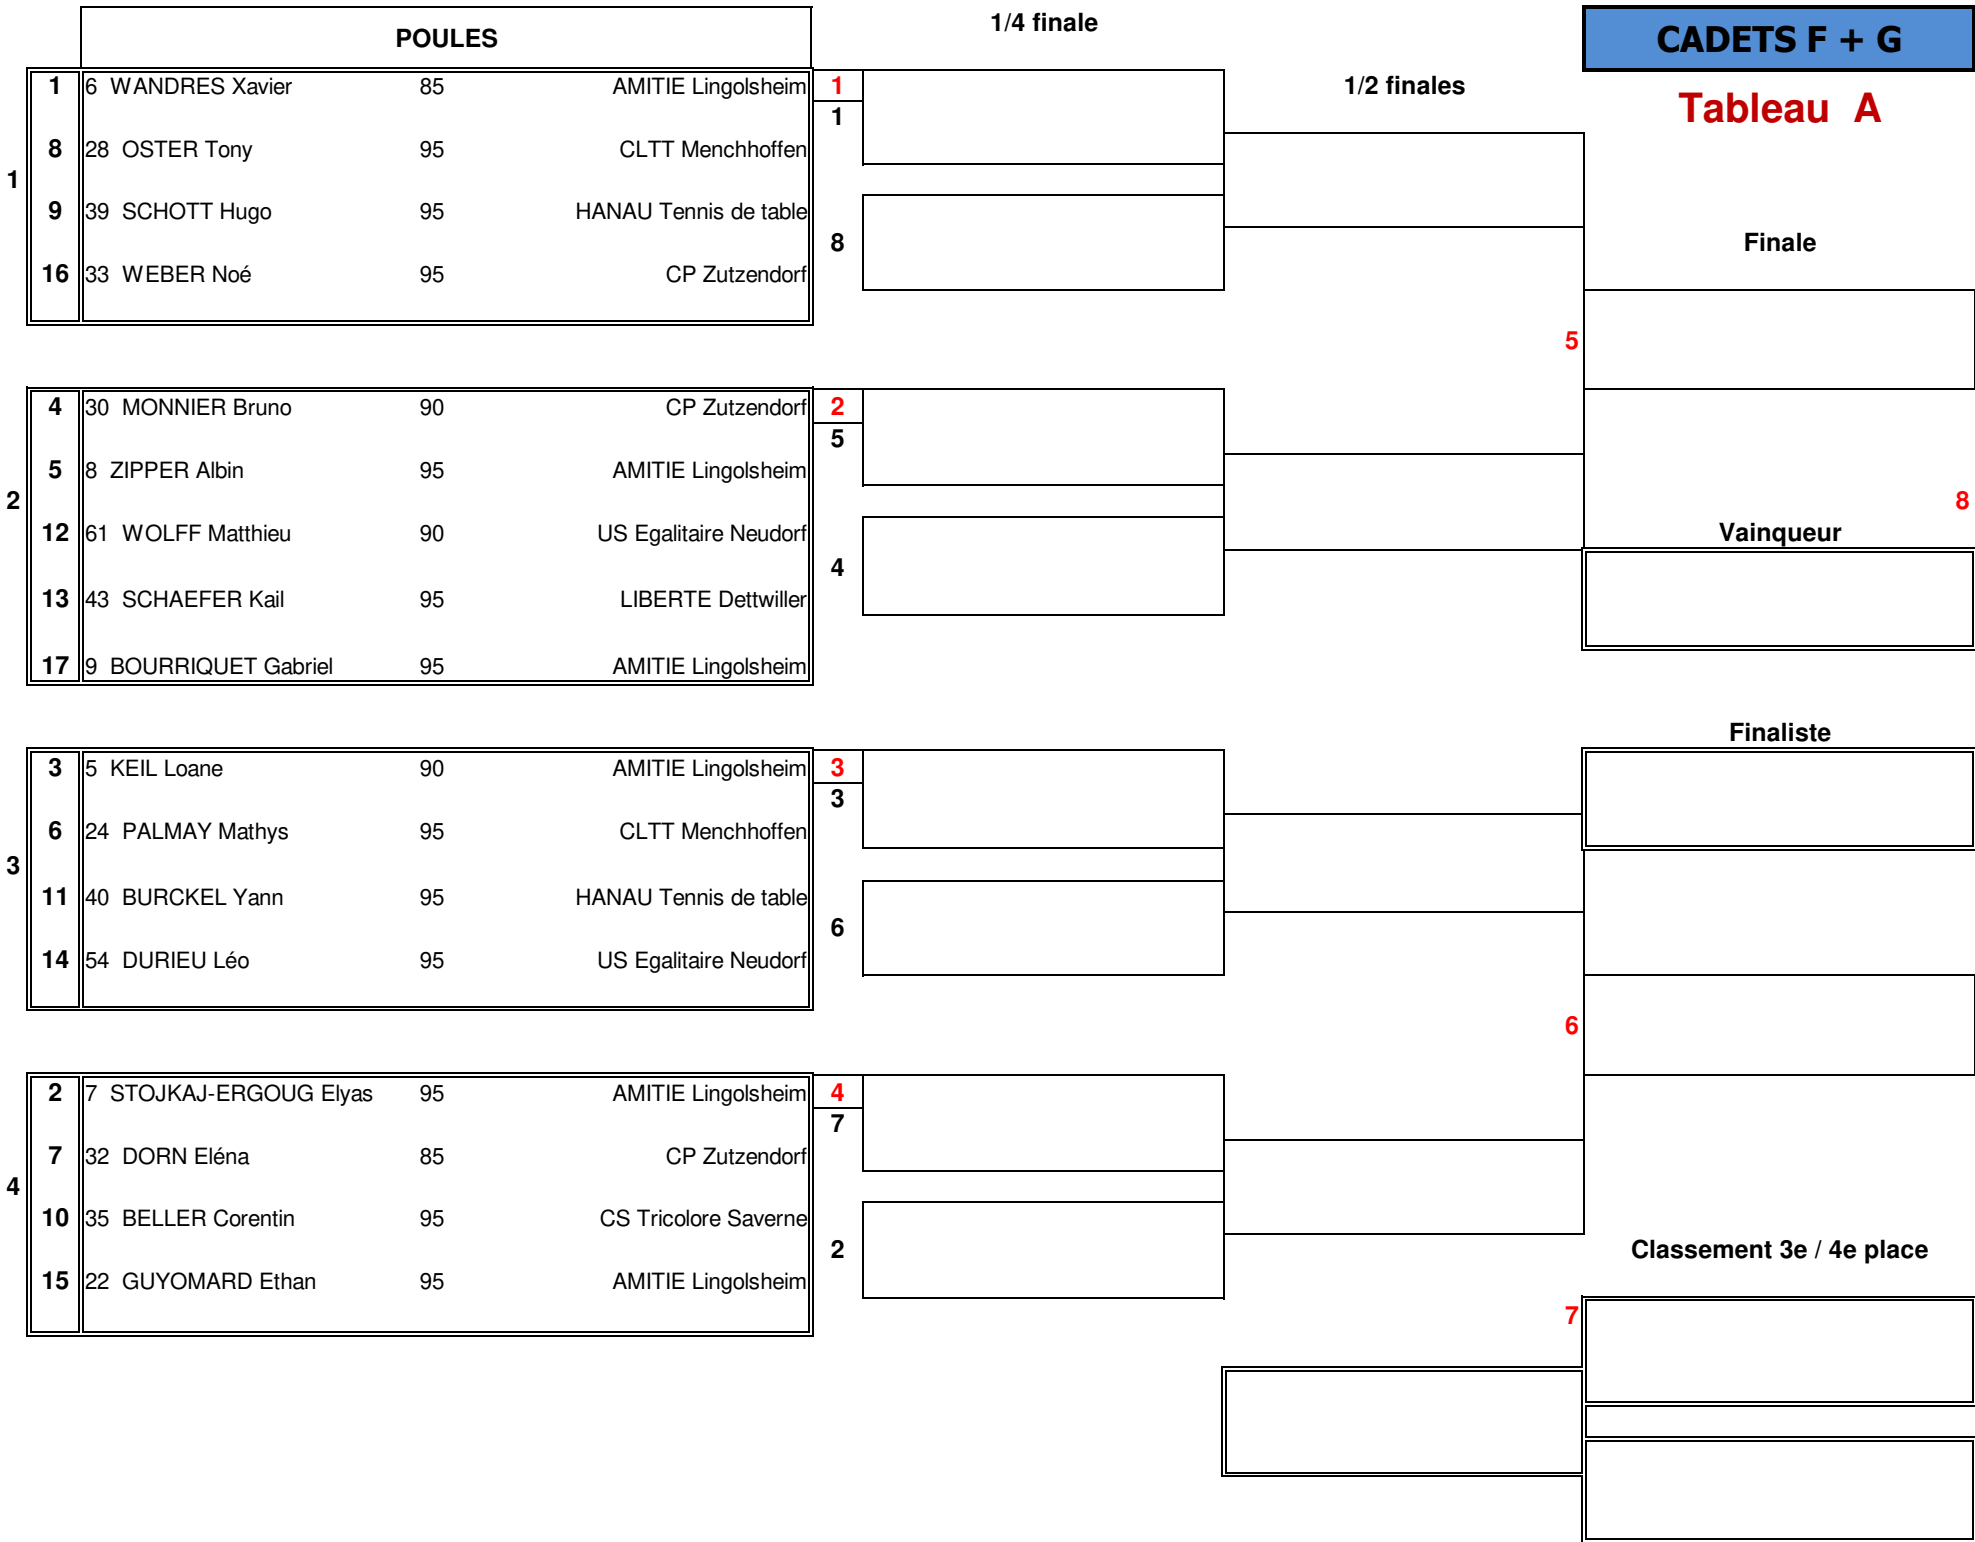 1/4 finale
CADETS F + G
POULES
1 6 WANDRES Xavier 85 AMITIE Lingolsheim 1
1/2 finales
Tableau A
1
8 28 OSTER Tony 95 CLTT Menchhoffen
1
9 39 SCHOTT Hugo 95 HANAU Tennis de table
8
Finale
16 33 WEBER Noé 95 CP Zutzendorf
5
4 30 MONNIER Bruno 90 CP Zutzendorf 2
5
5 8 ZIPPER Albin 95 AMITIE Lingolsheim
2
8
12 61 WOLFF Matthieu 90 US Egalitaire Neudorf
Vainqueur
4
13 43 SCHAEFER Kail 95 LIBERTE Dettwiller
17 9 BOURRIQUET Gabriel 95 AMITIE Lingolsheim
Finaliste
3 5 KEIL Loane 90 AMITIE Lingolsheim 3
3
6 24 PALMAY Mathys 95 CLTT Menchhoffen
3
11 40 BURCKEL Yann 95 HANAU Tennis de table
6
14 54 DURIEU Léo 95 US Egalitaire Neudorf
6
2 7 STOJKAJ-ERGOUG Elyas 95 AMITIE Lingolsheim 4
7
7 32 DORN Eléna 85 CP Zutzendorf
4
10 35 BELLER Corentin 95 CS Tricolore Saverne
2
Classement 3e / 4e place
15 22 GUYOMARD Ethan 95 AMITIE Lingolsheim
7